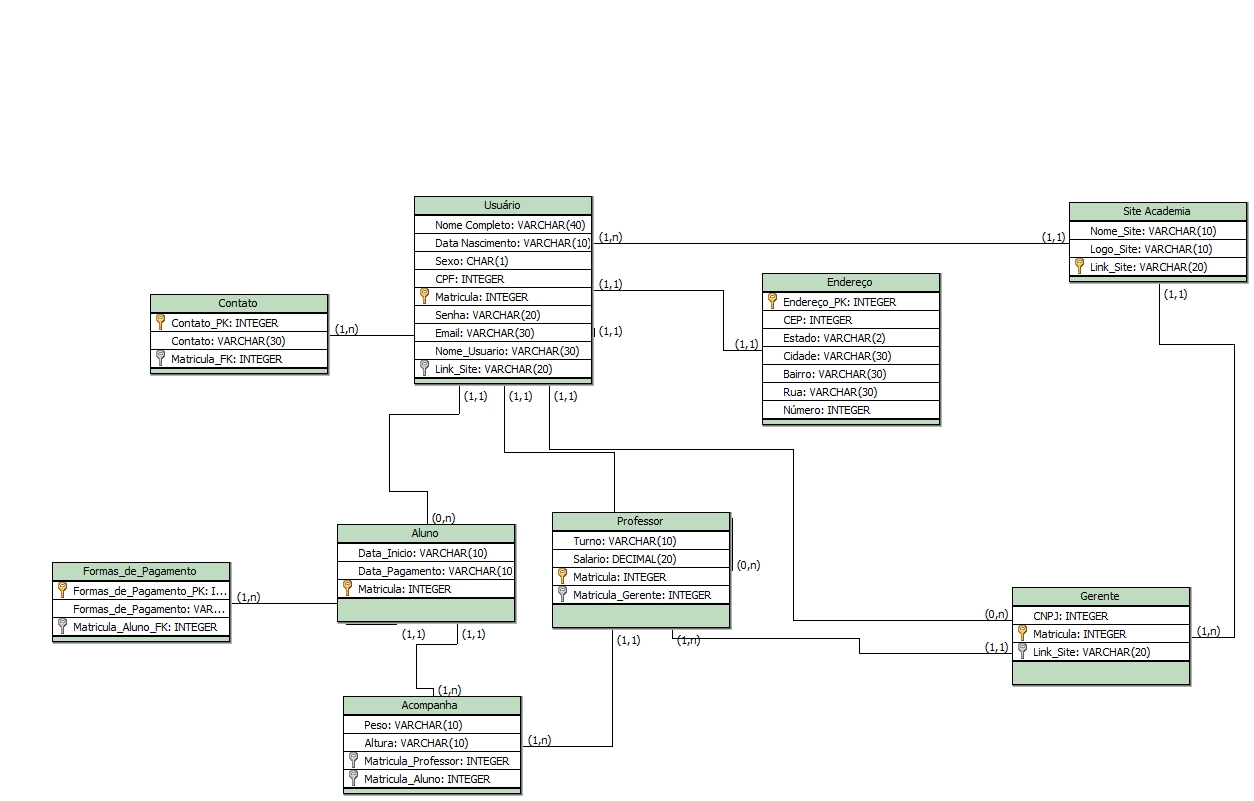 Usuário
Nome Completo: VARCHAR(40)
Data Nascimento: VARCHAR(10)
Sexo: CHAR(1)
CPF: INTEGER
Matricula: INTEGER
Senha: VARCHAR(20)
Email: VARCHAR(30)
Nome_Usuario: VARCHAR(30)
Link_Site: VARCHAR(20)
(1,n)
(1,1)
(1,1)
(1,1)
(1,1)
(1,1)
(1,1)
Site Academia
Nome_Site: VARCHAR(10)
Logo_Site: VARCHAR(10)
Link_Site: VARCHAR(20)
(1,1)
(1,1)
Endereço
Endereço_PK: INTEGER
CEP: INTEGER
Estado: VARCHAR(2)
Cidade: VARCHAR(30)
Bairro: VARCHAR(30)
Rua: VARCHAR(30)
Número: INTEGER
Contato
Contato_PK: INTEGER
Contato: VARCHAR(30)
Matricula_FK: INTEGER
(1,n)
(0,n)
Aluno
Data_Inicio: VARCHAR(10)
Data_Pagamento: VARCHAR(10
Matricula: INTEGER
(1,1)
(1,1)
Professor
Turno: VARCHAR(10)
Salario: DECIMAL(20)
Matricula: INTEGER
Matricula_Gerente: INTEGER
(0,n)
(1,1)
(1,n)
Formas_de_Pagamento
Formas_de_Pagamento_PK: I...
Formas_de_Pagamento: VAR...
Matricula_Aluno_FK: INTEGER
(1,n)
Gerente
CNPJ: INTEGER
Matricula: INTEGER
Link_Site: VARCHAR(20)
(0,n)
(1,1)
(1,n)
(1,n)
Acompanha
Peso: VARCHAR(10)
Altura: VARCHAR(10)
Matricula_Professor: INTEGER
Matricula_Aluno: INTEGER
(1,n)